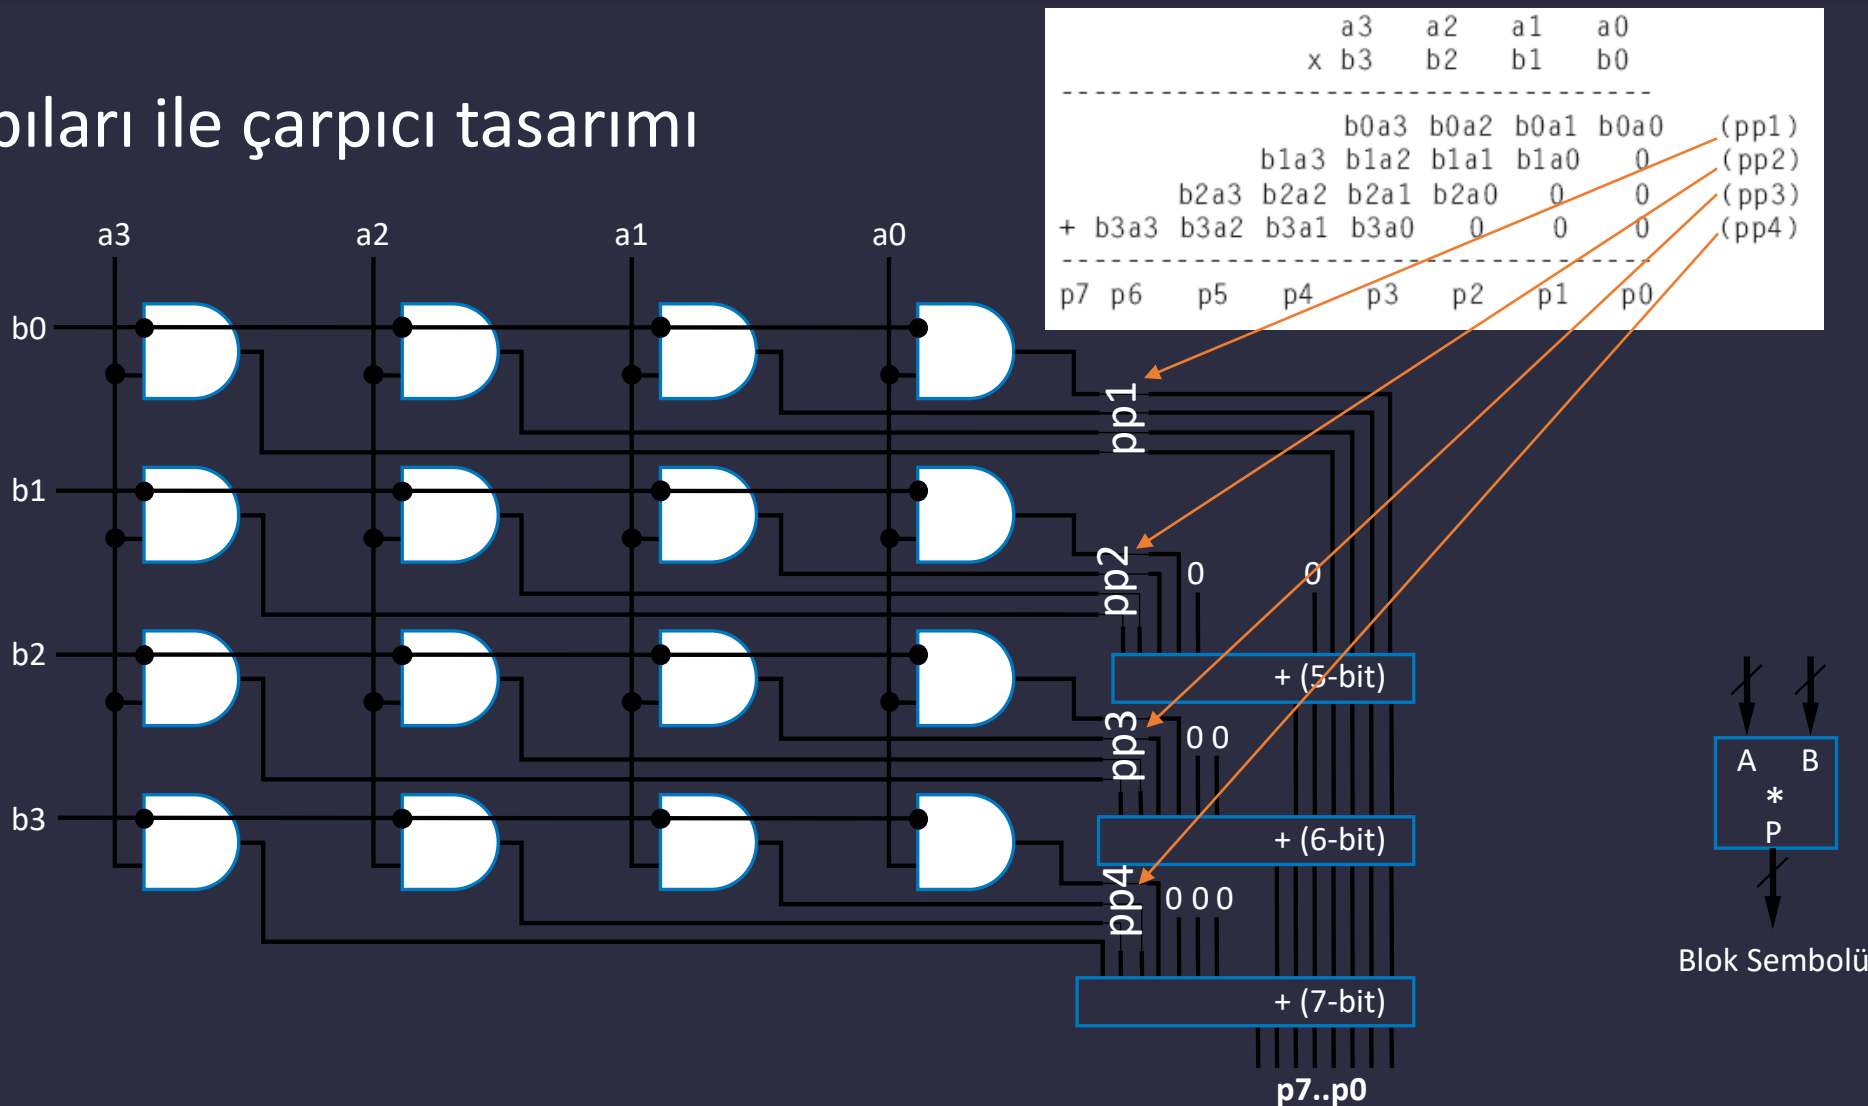 ile çarpıcı tasarımı
a3 a2 a1 a0
x b3 b2 b1 b0
---------------------------------
b0a3 b0a2 b0a1 b0a0 (pp1)
b1a3 b1a2 b1a1 b1a0 0 (pp2)
b2a3 b2a2 b2a1 b2a0 0 0 (pp3)
+ b3a3 b3a2 b3a1 b3a0 0 0 0 (pp4)
---------------------------------
p7 p6 p5 p4 p3 p2 p1 p0
a3 a2 a1 a0
b0
pp1
b1
pp2
0 0
+ (5-bit)
b2
pp3
0 0
+ (6-bit)
b3
pp4
0 0 0
+ (7-bit)
p7..p0
A B
*
P
Blok Sembolü